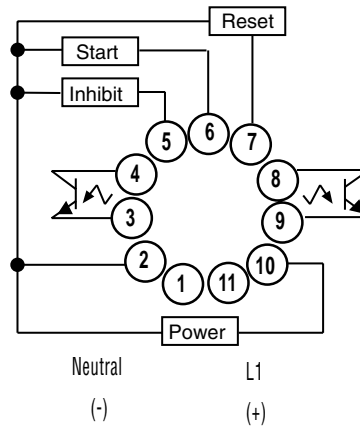 Reset
Start
Inhibit
6
5
7
4
8
3
9
2
10
1
11
Power
Neutral
L1
(-)
(+)